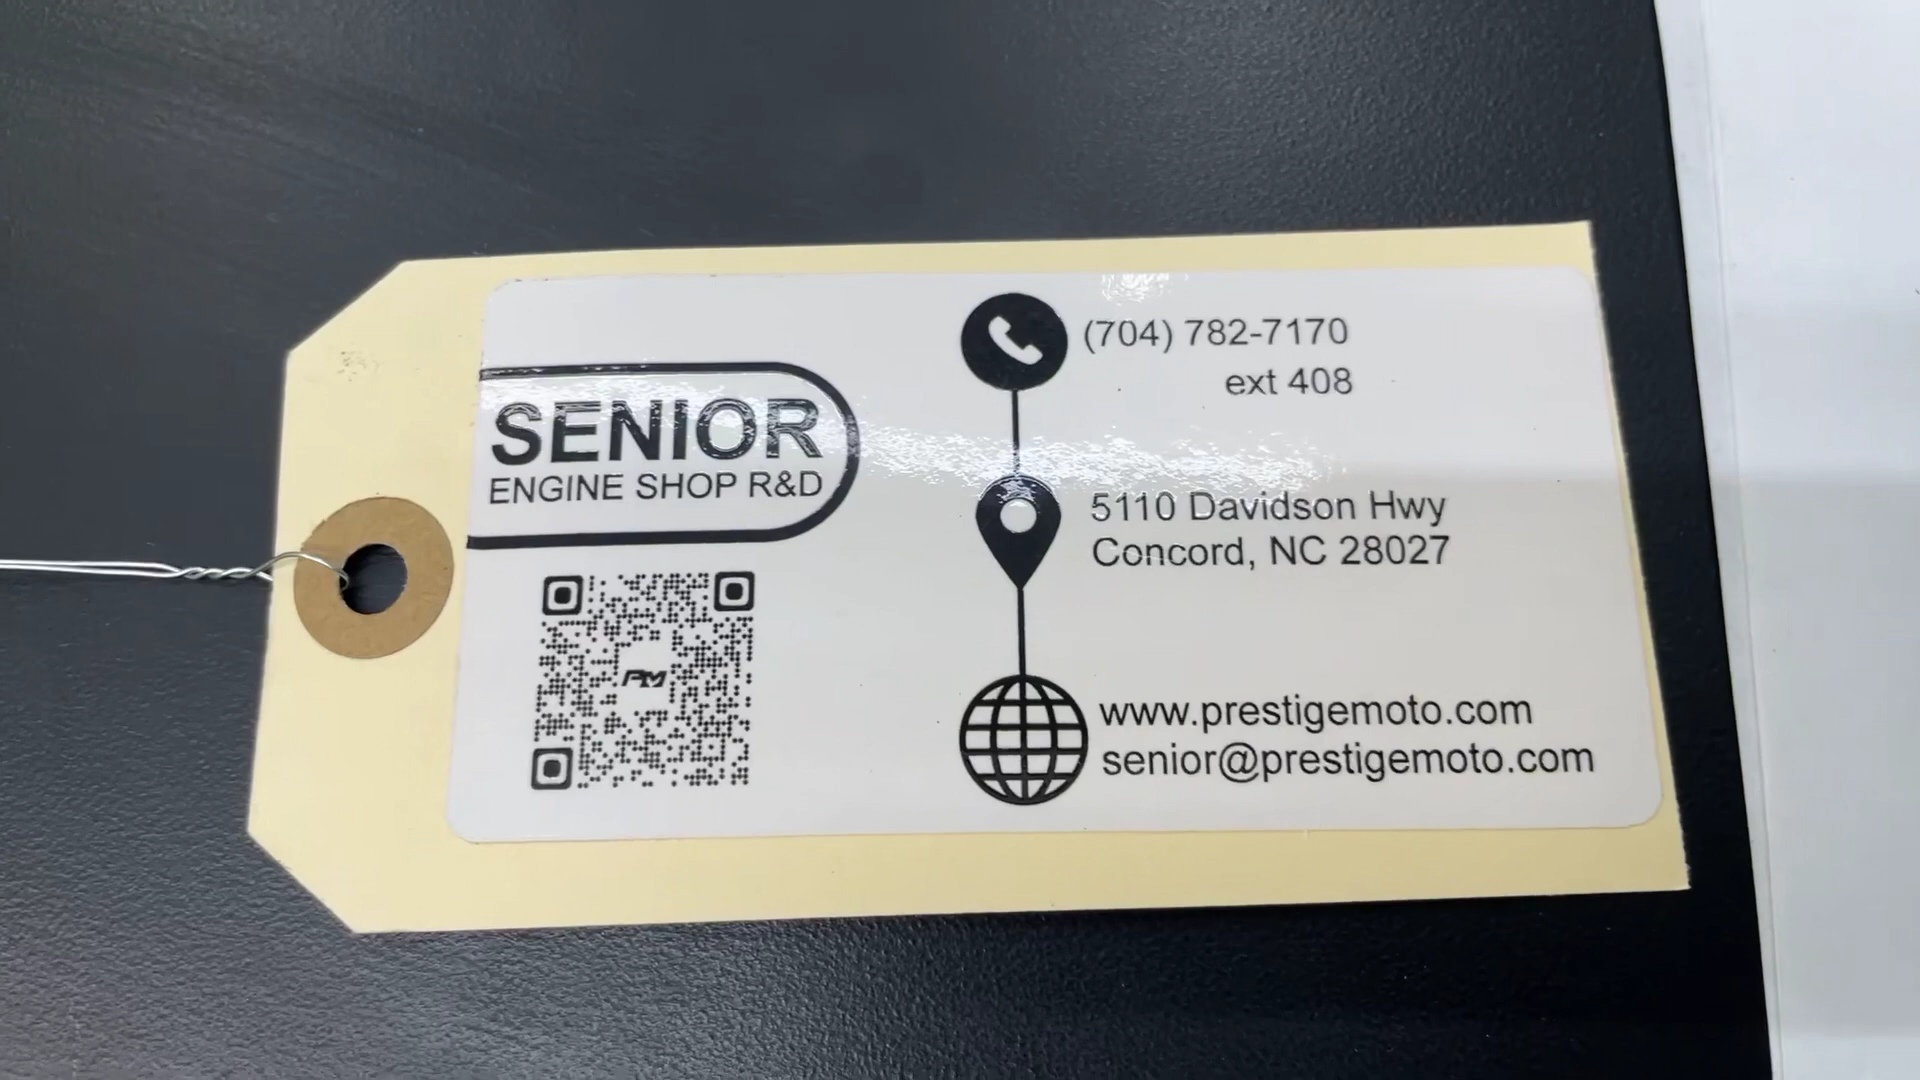 SENIOR
ENGINE SHOP R&D
PM
(704) 782-7170
ext 408
5110 Davidson Hwy
Concord, NC 28027
www.prestigemoto.com
senior@prestigemoto.com